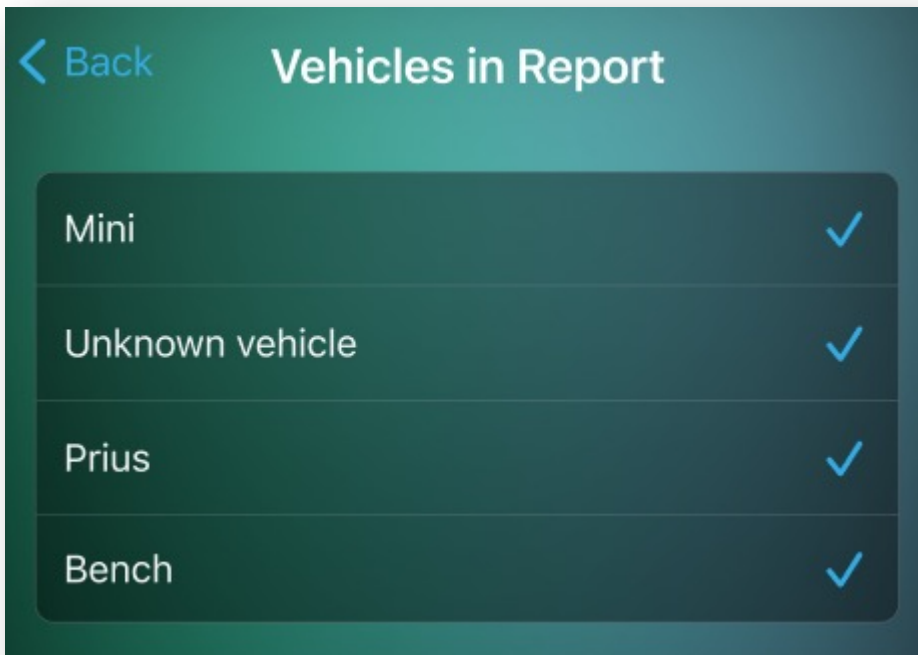 Back
Vehicles in Report
Mini
Unknown vehicle
Prius
Bench